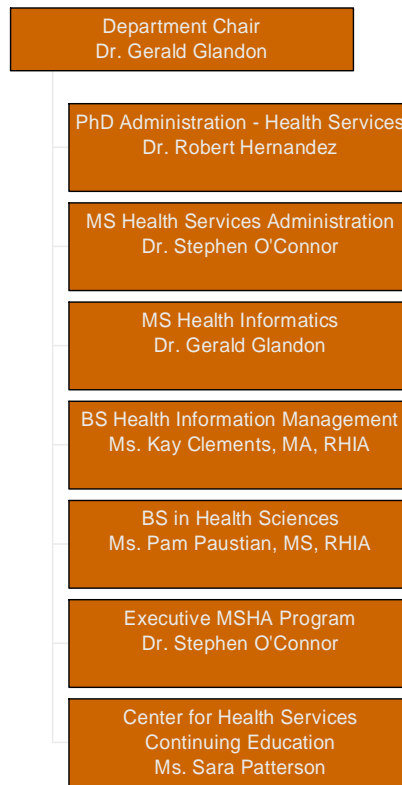 Department Chair
Dr. Gerald Glandon
PhD Administration - Health Services
Dr. Robert Hernandez
MS Health Services Administration
Dr. Stephen O'Connor
MS Health Informatics
Dr. Gerald Glandon
BS Health Information Management
Ms. Kay Clements, MA, RHIA
BS in Health Sciences
Ms. Pam Paustian, MS, RHIA
Executive MSHA Program
Dr. Stephen O'Connor
Center for Health Services
Continuing Education
Ms. Sara Patterson